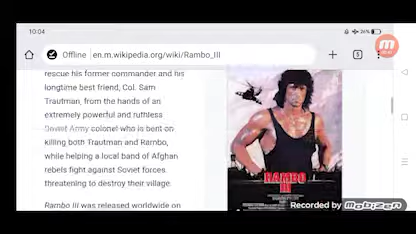 10:04
26%
Offline
en.m.wikipedia.org/wiki/Rambo_III
5
rescue his former commander and his
longtime best friend, Col. Sam
Trautman, from the hands of an
extremely powerful and ruthless
Soviet Army colonel who is bent on
killing both Trautman and Rambo,
while helping a local band of Afghan
rebels fight against Soviet forces
threatening to destroy their village.
Rambo III was released worldwide on
RAMBO
III
Recorded by
mobizen